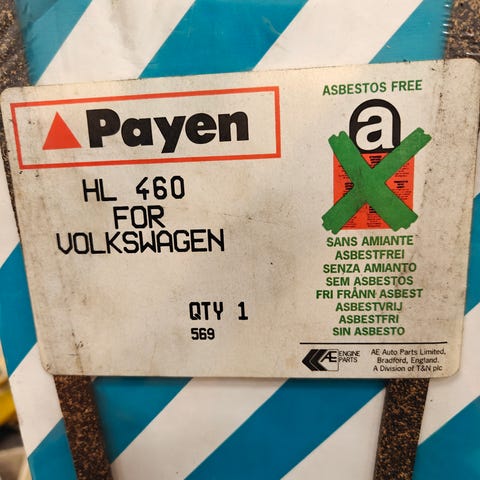 Payen
HL 460
FOR
VOLKSWAGEN
QTY 1
569
ASBESTOS FREE
a
SANS AMIANTE
ASBESTFREI
SENZA AMIANTO
SEM ASBESTOS
FRI FRÅNN ASBEST
ASBESTVRIJ
ASBESTFRI
SIN ASBESTO
AE ENGINE
PARTS
AE Auto Parts Limited,
Bradford, England.
A Division of T&N plc